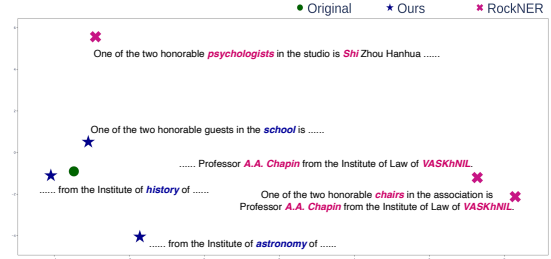 Original Ours RockNER
One of the two honorable psychologists in the studio is Shi Zhou Hanhua ......
One of the two honorable guests in the school is ......
...... Professor A.A. Chapin from the Institute of Law of VASKhNIL.
...... from the Institute of history of ......
One of the two honorable chairs in the association is
Professor A.A. Chapin from the Institute of Law of VASKhNIL.
...... from the Institute of astronomy of ......